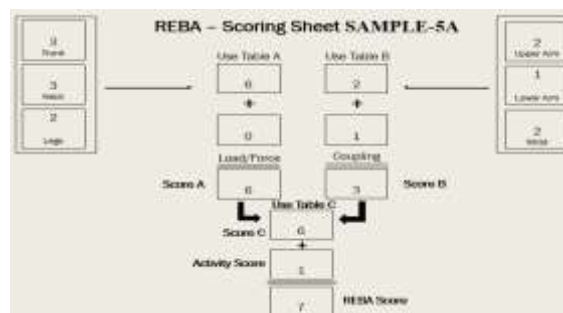 REBA – Scoring Sheet SAMPLE-5A
3
Trunk
3
Neck
2
Legs
Use Table A
6
+
0
Load/Force
Score A
6
Use Table B
2
+
1
Coupling
3
Score B
2
Upper Arm
1
Lower Arm
2
Wrist
Use Table C
Score C
6
+
Activity Score
1
7
REBA Score